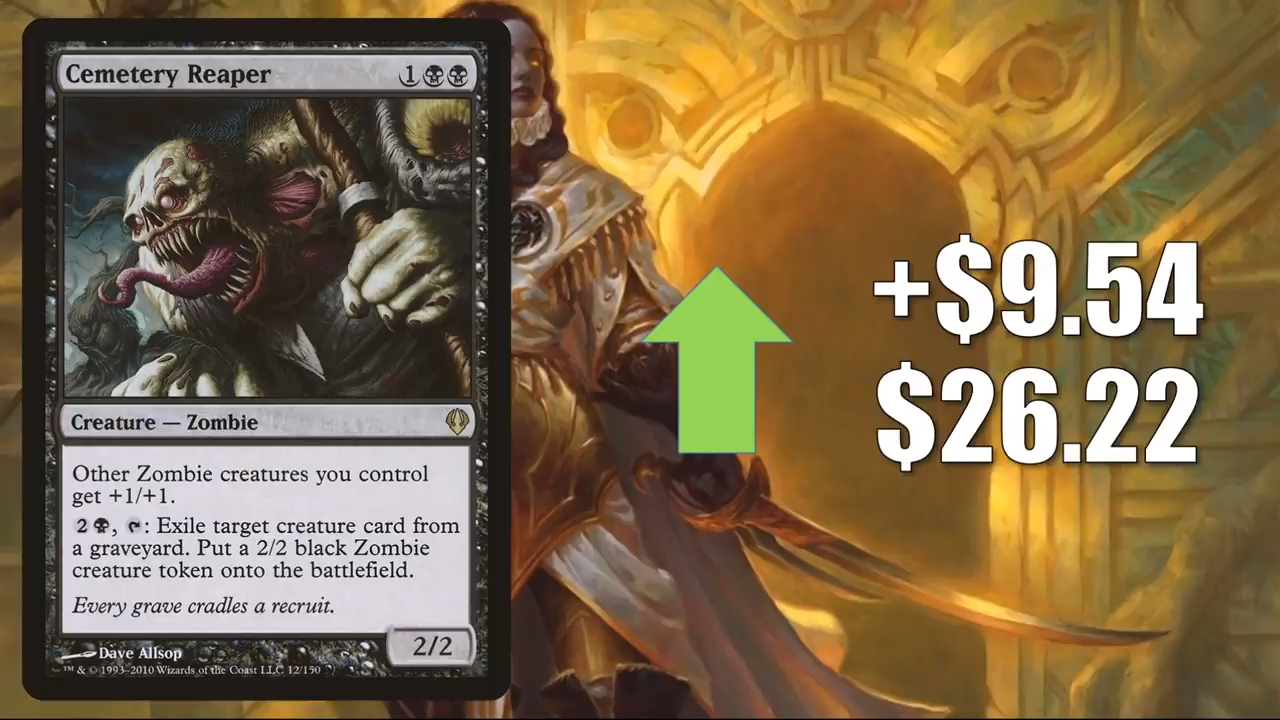 Cemetery Reaper 1
Creature — Zombie
Other Zombie creatures you control
get +1/+1.
2 , : Exile target creature card from
a graveyard. Put a 2/2 black Zombie
creature token onto the battlefield.
Every grave cradles a recruit.
2/2
Dave Allsop
™ & © 1993–2010 Wizards of the Coast LLC 12/150
+$9.54
$26.22